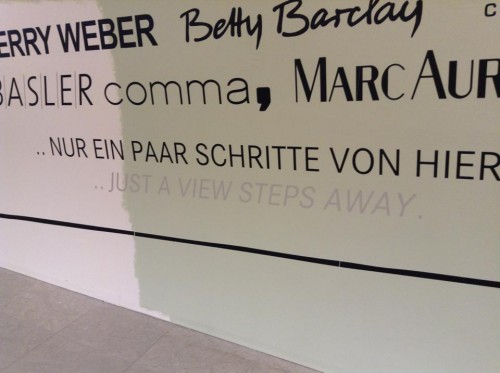 ERRY WEBER Betty Barclay C
BASLER comma, MARC AUR
..NUR EIN PAAR SCHRITTE VON HIER
..JUST A VIEW STEPS AWAY.